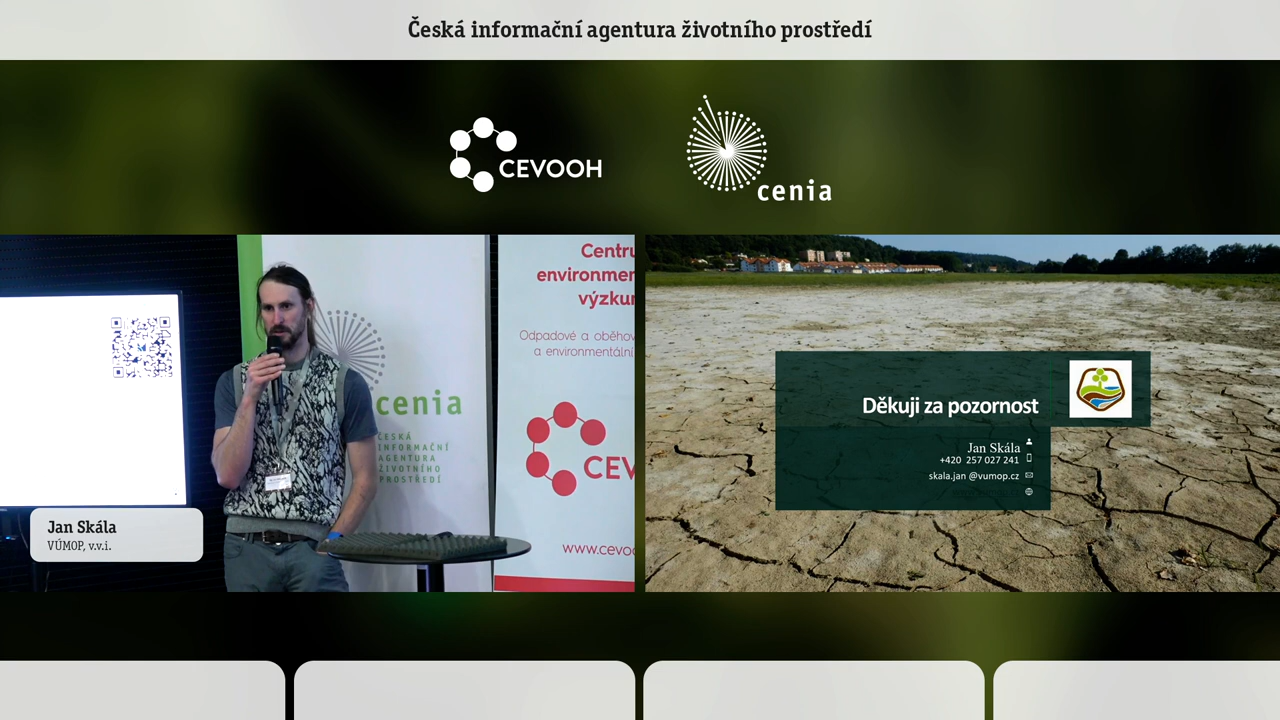 Česká informační agentura životního prostředí
CEVOOH
cenia
Centru
environmen
výzkum
Odpadové a oběhov
a environmentální
cenia
ČESKÁ
INFORMAČNÍ
AGENTURA
ŽIVOTNÍHO
PROSTŘEDÍ
CEV
www.cevoo
Jan Skála
VÚMOP, v.v.i.
Děkuji za pozornost
Jan Skála
+420 257 027 241
skala.jan @vumop.cz